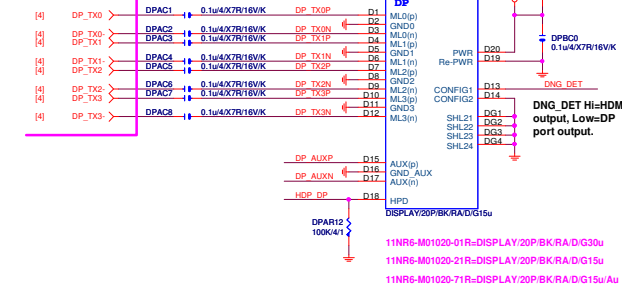 DP
[4] DP_TX0 DPAC1 0.1u/4/X7R/16V/K DP_TX0P D1 ML0(p)
D2 GND0
[4] DP_TX0- DPAC2 0.1u/4/X7R/16V/K DP_TX0N D3 ML0(n)
[4] DP_TX1 DPAC3 0.1u/4/X7R/16V/K DP_TX1P D4 ML1(p)
D5 GND1
[4] DP_TX1- DPAC4 0.1u/4/X7R/16V/K DP_TX1N D6 ML1(n)
[4] DP_TX2 DPAC5 0.1u/4/X7R/16V/K DP_TX2P D7 ML2(p)
D8 GND2
[4] DP_TX2- DPAC6 0.1u/4/X7R/16V/K DP_TX2N D9 ML2(n)
[4] DP_TX3 DPAC7 0.1u/4/X7R/16V/K DP_TX3P D10 ML3(p)
D11 GND3
[4] DP_TX3- DPAC8 0.1u/4/X7R/16V/K DP_TX3N D12 ML3(n)
PWR D20
Re-PWR D19
DPBC0
0.1u/4/X7R/16V/K
CONFIG1 D13 DNG_DET
CONFIG2 D14
SHL21 DG1
SHL22 DG2
SHL23 DG3
SHL24 DG4
DNG_DET Hi=HDM
output, Low=DP
port output.
DP_AUXP D15 AUX(p)
D16 GND_AUX
DP_AUXN D17 AUX(n)
HDP_DP D18 HPD
DISPLAY/20P/BK/RA/D/G15u
DPAR12
100K/4/1
11NR6-M01020-01R=DISPLAY/20P/BK/RA/D/G30u
11NR6-M01020-21R=DISPLAY/20P/BK/RA/D/G15u
11NR6-M01020-71R=DISPLAY/20P/BK/RA/D/G15u/Au